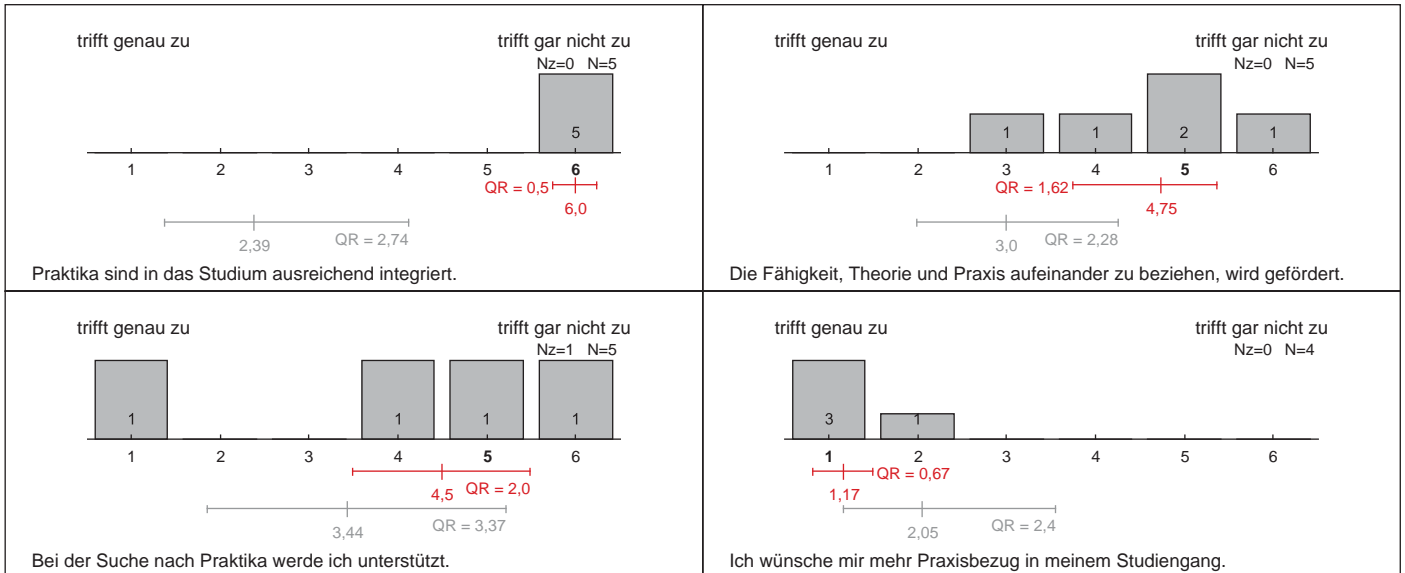 trifft genau zu
trifft gar nicht zu
Nz=0 N=5
5
1 2 3 4 5 6
QR = 0,5
6,0
2,39
QR = 2,74
Praktika sind in das Studium ausreichend integriert.
trifft genau zu
trifft gar nicht zu
Nz=0 N=5
1 1 2 1
1 2 3 4 5 6
QR = 1,62
4,75
3,0
QR = 2,28
Die Fähigkeit, Theorie und Praxis aufeinander zu beziehen, wird gefördert.
trifft genau zu
trifft gar nicht zu
Nz=1 N=5
1 1 1 1
1 2 3 4 5 6
4,5
QR = 2,0
3,44
QR = 3,37
Bei der Suche nach Praktika werde ich unterstützt.
trifft genau zu
trifft gar nicht zu
Nz=0 N=4
3 1
1 2 3 4 5 6
QR = 0,67
1,17
2,05
QR = 2,4
Ich wünsche mir mehr Praxisbezug in meinem Studiengang.